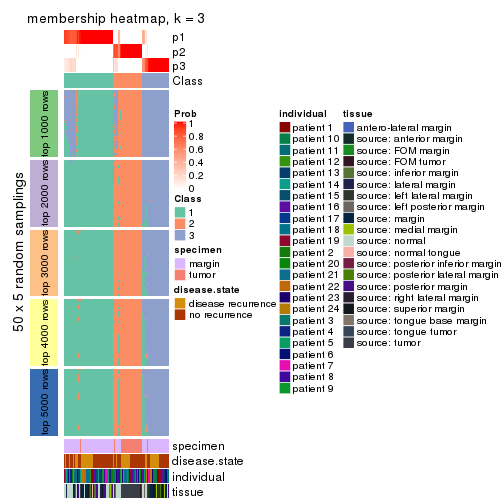 membership heatmap, k = 3
p1
p2
p3
Class
50 x 5 random samplings
top 1000 rows
top 2000 rows
top 3000 rows
top 4000 rows
top 5000 rows
specimen
disease.state
individual
tissue
Prob
1
0.8
0.6
0.4
0.2
0
Class
1
2
3
specimen
margin
tumor
disease.state
disease recurrence
no recurrence
individual
patient 1
patient 10
patient 11
patient 12
patient 13
patient 14
patient 15
patient 16
patient 17
patient 18
patient 19
patient 2
patient 20
patient 21
patient 22
patient 23
patient 24
patient 3
patient 4
patient 5
patient 6
patient 7
patient 8
patient 9
tissue
antero-lateral margin
source: anterior margin
source: FOM margin
source: FOM tumor
source: inferior margin
source: lateral margin
source: left lateral margin
source: left posterior margin
source: margin
source: medial margin
source: normal
source: normal tongue
source: posterior inferior margin
source: posterior lateral margin
source: posterior margin
source: right lateral margin
source: superior margin
source: tongue base margin
source: tongue tumor
source: tumor